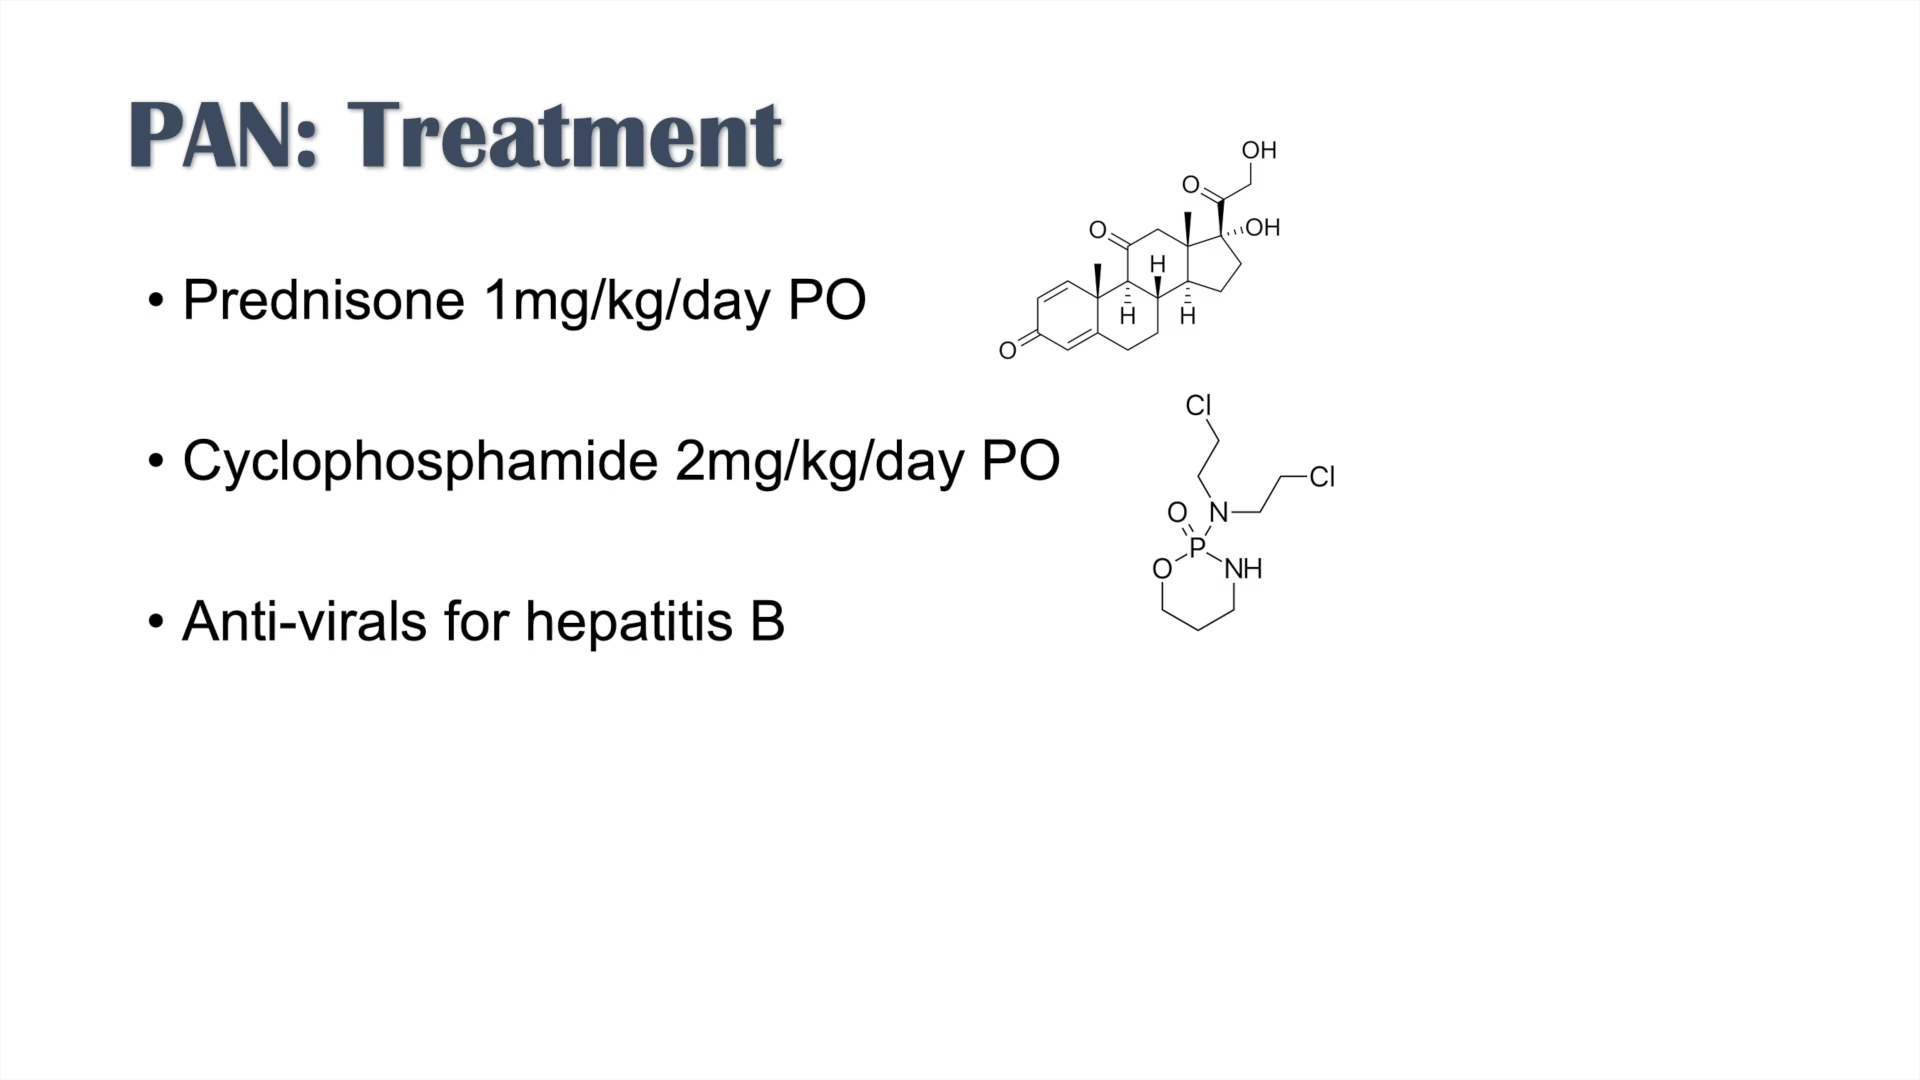 PAN: Treatment
• Prednisone 1mg/kg/day PO
• Cyclophosphamide 2mg/kg/day PO
• Anti-virals for hepatitis B
OH
O
O
OH
H
H
H
O
Cl
Cl
O
N
P
O
NH